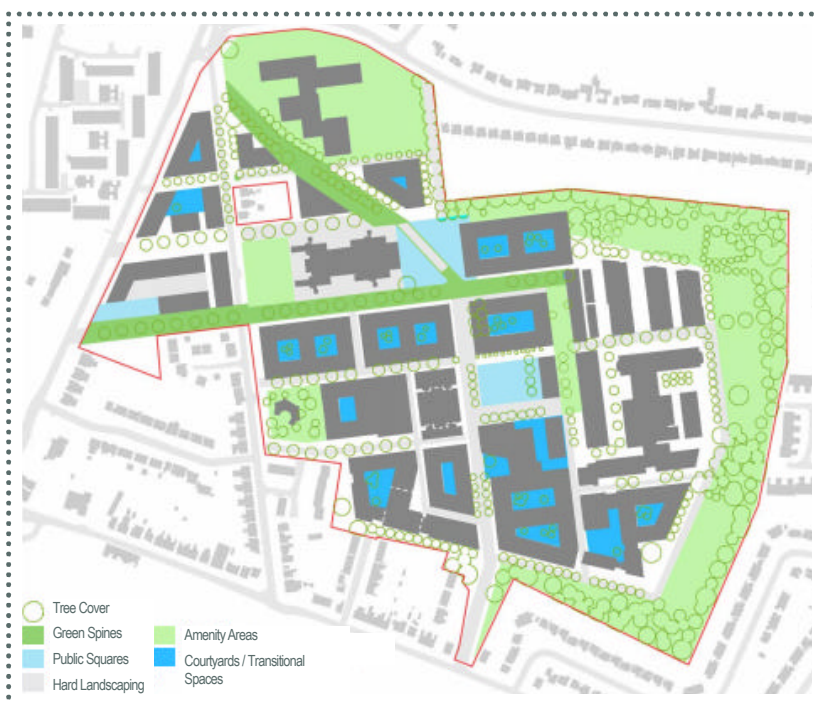 Tree Cover
Green Spines
Public Squares
Hard Landscaping
Amenity Areas
Courtyards / Transitional
Spaces